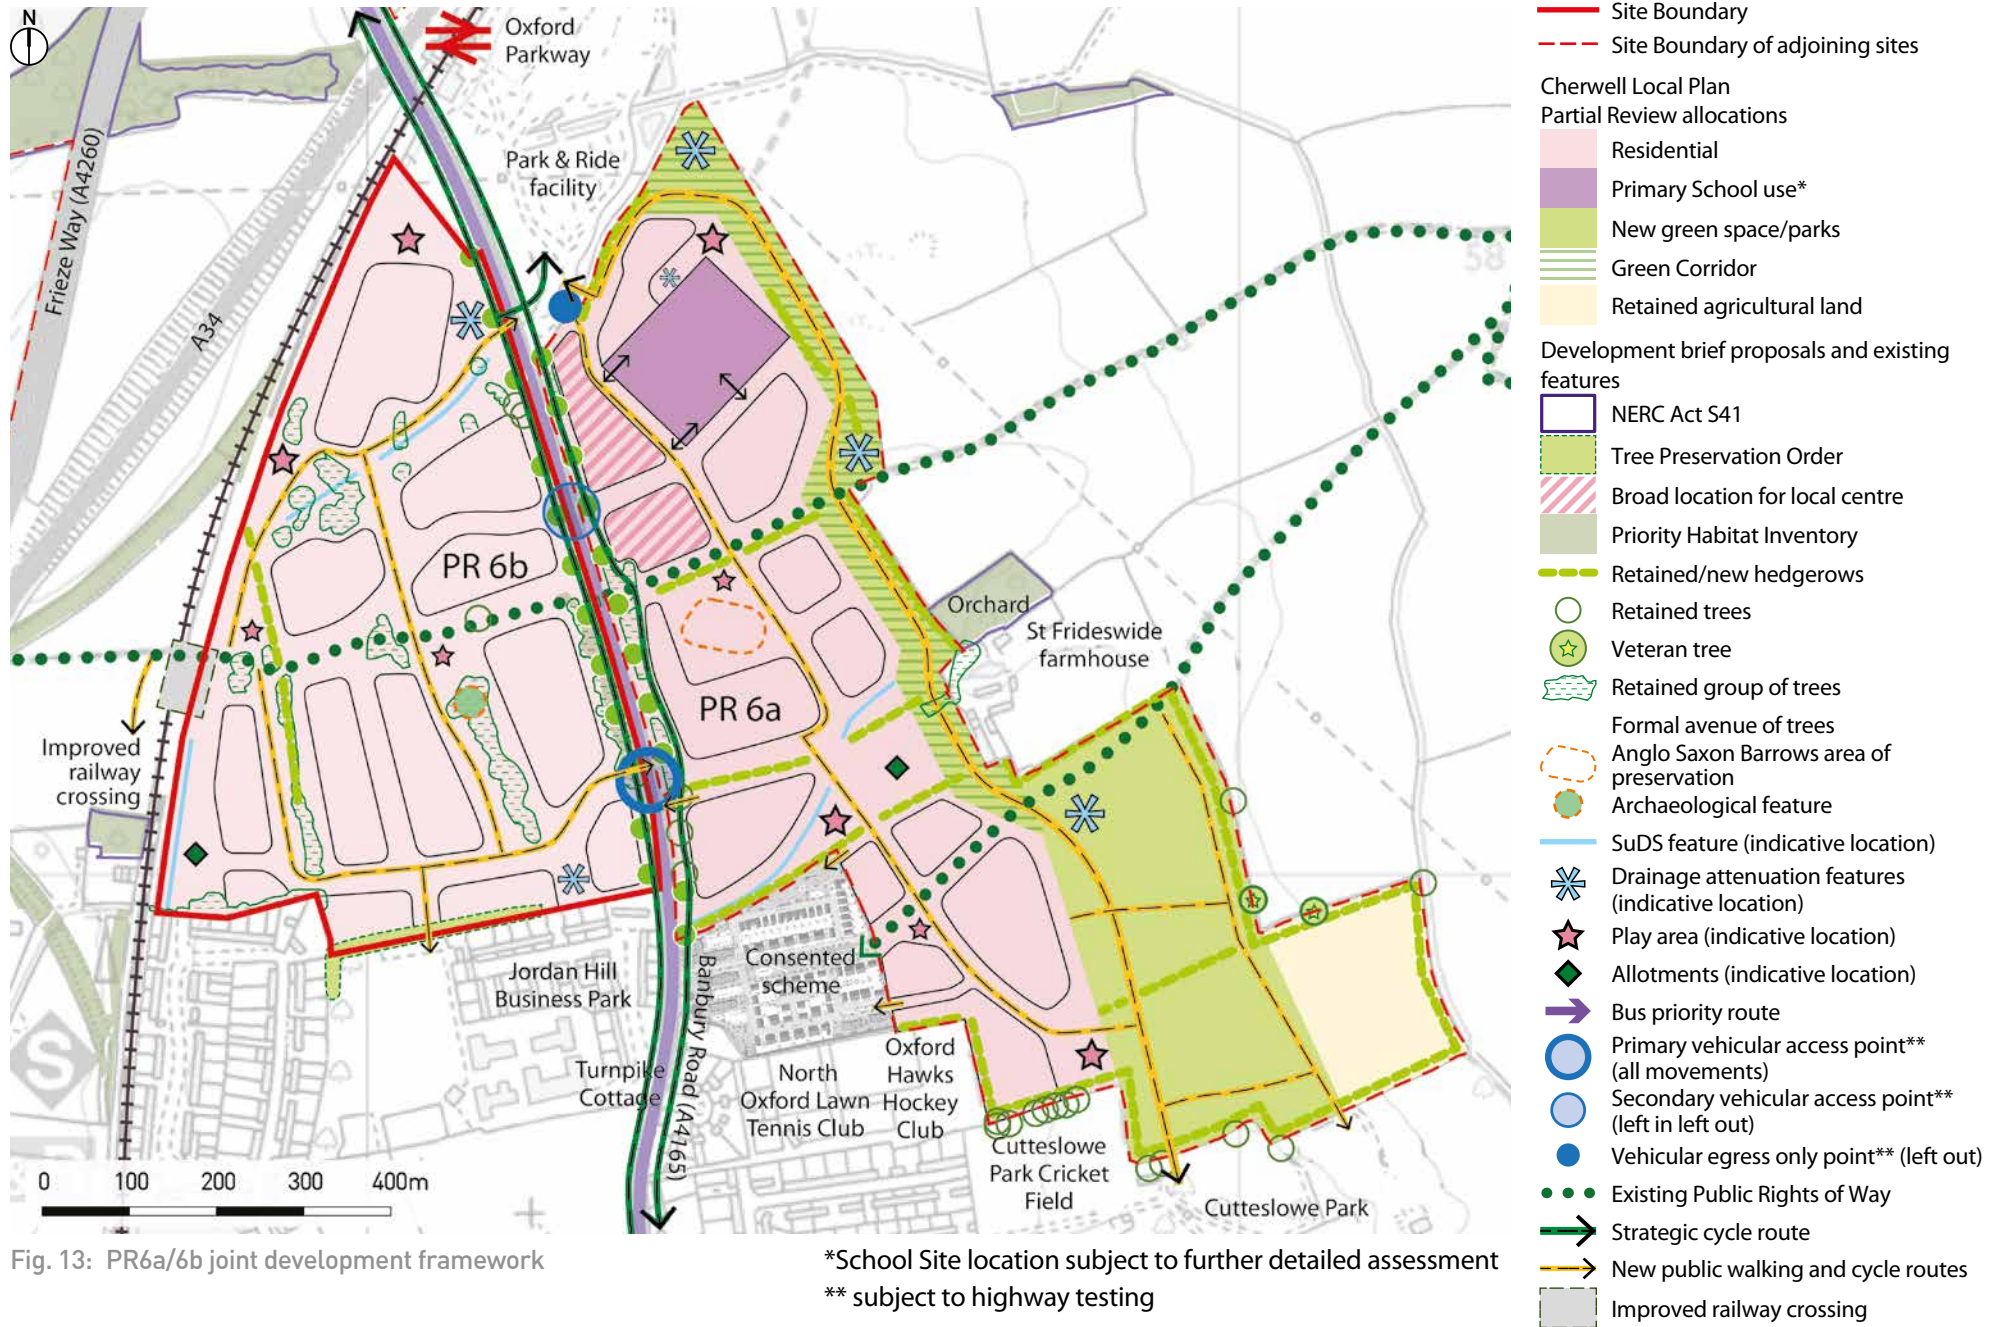 N
Oxford
Parkway
Frieze Way (A4260)
A34
Park & Ride
facility
58
PR 6b
PR 6a
Orchard
St Frideswide
farmhouse
Improved
railway
crossing
Jordan Hill
Business Park
Turnpike
Cottage
Banbury Road (A4165)
Consented
scheme
North
Oxford Lawn
Tennis Club
Oxford
Hawks
Hockey
Club
Cutteslowe
Park Cricket
Field
Cutteslowe Park
S
0 100 200 300 400m
Fig. 13: PR6a/6b joint development framework
*School Site location subject to further detailed assessment
** subject to highway testing
Site Boundary
Site Boundary of adjoining sites
Cherwell Local Plan
Partial Review allocations
Residential
Primary School use*
New green space/parks
Green Corridor
Retained agricultural land
Development brief proposals and existing
features
NERC Act S41
Tree Preservation Order
Broad location for local centre
Priority Habitat Inventory
Retained/new hedgerows
Retained trees
Veteran tree
Retained group of trees
Formal avenue of trees
Anglo Saxon Barrows area of
preservation
Archaeological feature
SuDS feature (indicative location)
Drainage attenuation features
(indicative location)
Play area (indicative location)
Allotments (indicative location)
Bus priority route
Primary vehicular access point**
(all movements)
Secondary vehicular access point**
(left in left out)
Vehicular egress only point** (left out)
Existing Public Rights of Way
Strategic cycle route
New public walking and cycle routes
Improved railway crossing